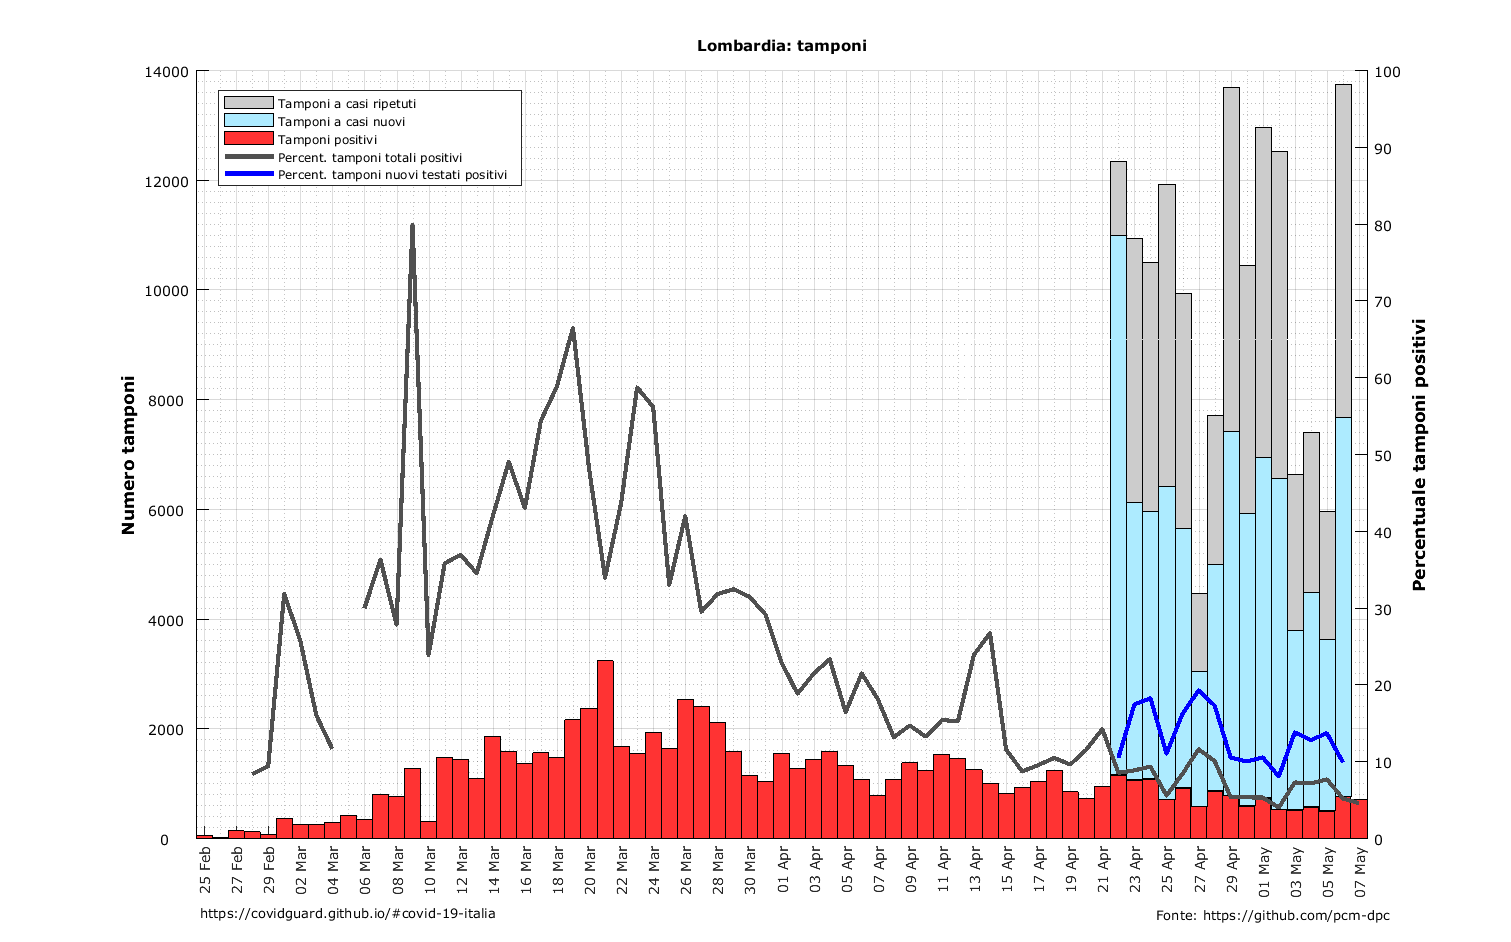 Lombardia: tamponi
14000
12000
10000
8000
6000
4000
2000
0
Numero tamponi
Tamponi a casi ripetuti
Tamponi a casi nuovi
Tamponi positivi
Percent. tamponi totali positivi
Percent. tamponi nuovi testati positivi
100
90
80
70
60
50
40
30
20
10
0
Percentuale tamponi positivi
25 Feb
27 Feb
29 Feb
02 Mar
04 Mar
06 Mar
08 Mar
10 Mar
12 Mar
14 Mar
16 Mar
18 Mar
20 Mar
22 Mar
24 Mar
26 Mar
28 Mar
30 Mar
01 Apr
03 Apr
05 Apr
07 Apr
09 Apr
11 Apr
13 Apr
15 Apr
17 Apr
19 Apr
21 Apr
23 Apr
25 Apr
27 Apr
29 Apr
01 May
03 May
05 May
07 May
https://covidguard.github.io/#covid-19-italia
Fonte: https://github.com/pcm-dpc